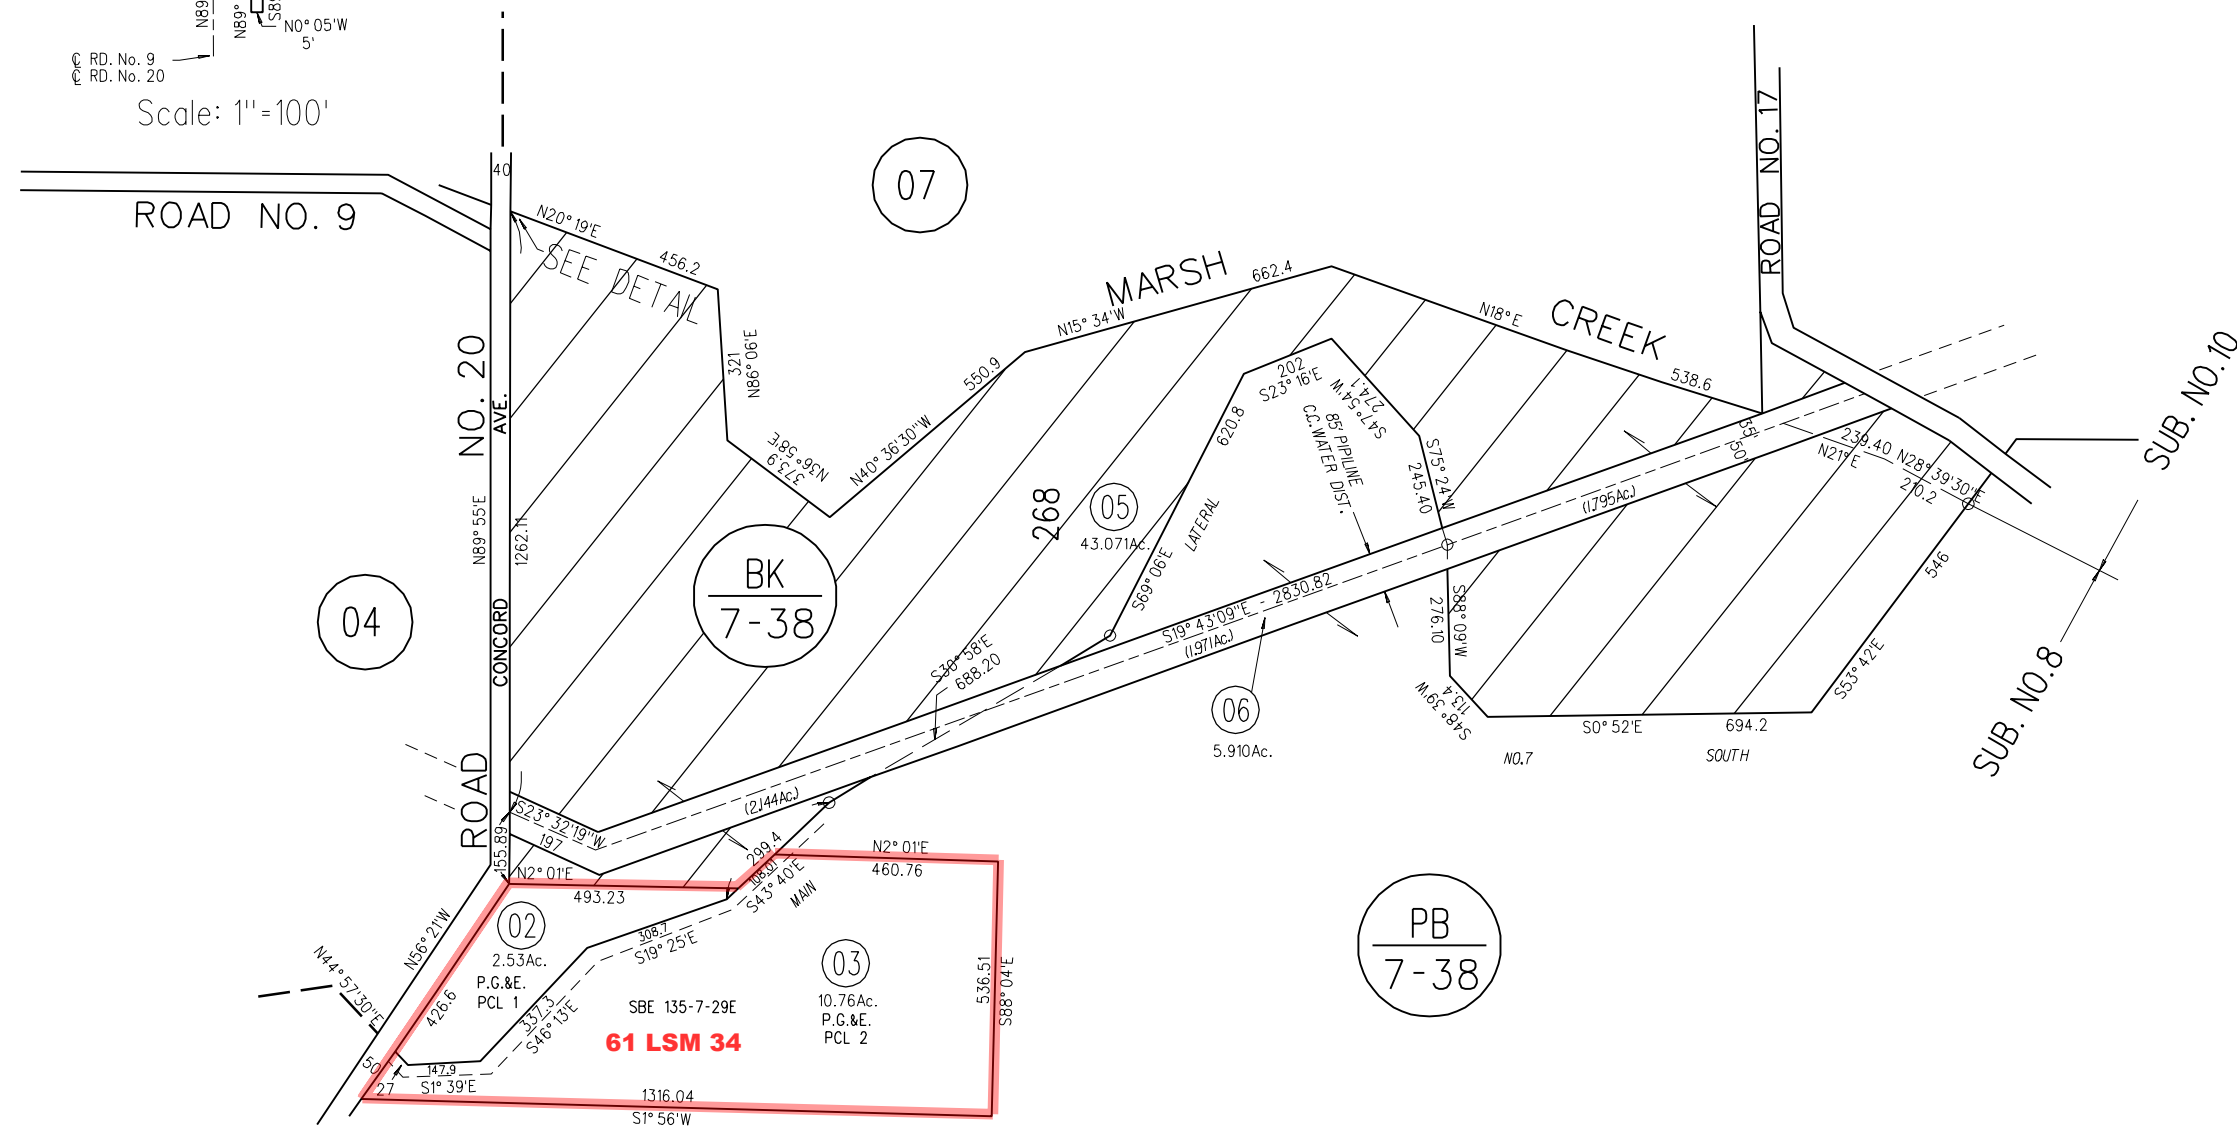 N89°
N89°
S89
N0° 05'W
5'
℄ RD. No. 9
℄ RD. No. 20
Scale: 1"=100'
ROAD NO. 9
40
N20° 19'E
456.2
SEE DETAIL
07
321
N86° 06'E
N36° 58'E
373.9
N40° 36'30"W
550.9
N15° 34'W
662.4
MARSH
CREEK
N18° E
538.6
ROAD NO. 17
SUB. NO. 10
SUB. NO.8
ROAD NO. 20
CONCORD AVE.
N89° 55'E
1262.11
04
BK
7-38
268
05
43.071Ac.
LATERAL
620.8
S69° 06'E
202
S23° 16'E
S47° 54'W
274.1
85' PIPILINE
C.C. WATER DIST.
S75° 24'W
245.40
35'
50'
239.40
N21° E
N28° 39'30"E
210.2
(1.795Ac.)
S19° 43'09"E - 2830.82
(1.971Ac.)
S30° 58'E
688.20
06
5.910Ac.
S88° 09'W
276.10
S48° 39'W
113.4
S0° 52'E
694.2
NO.7
SOUTH
546
S53° 42'E
(2.144Ac.)
S23° 32'19"W
197
155.89
N2° 01'E
493.23
299.4
108.01
S43° 40'E
MAIN
N2° 01'E
460.76
02
2.53Ac.
P.G.&E.
PCL 1
308.7
S19° 25'E
N56° 21'W
426.6
N44° 57'30"E
337.3
S46° 13'E
SBE 135-7-29E
61 LSM 34
03
10.76Ac.
P.G.&E.
PCL 2
536.51
S88° 04'E
PB
7-38
50
27
147.9
S1° 39'E
1316.04
S1° 56'W